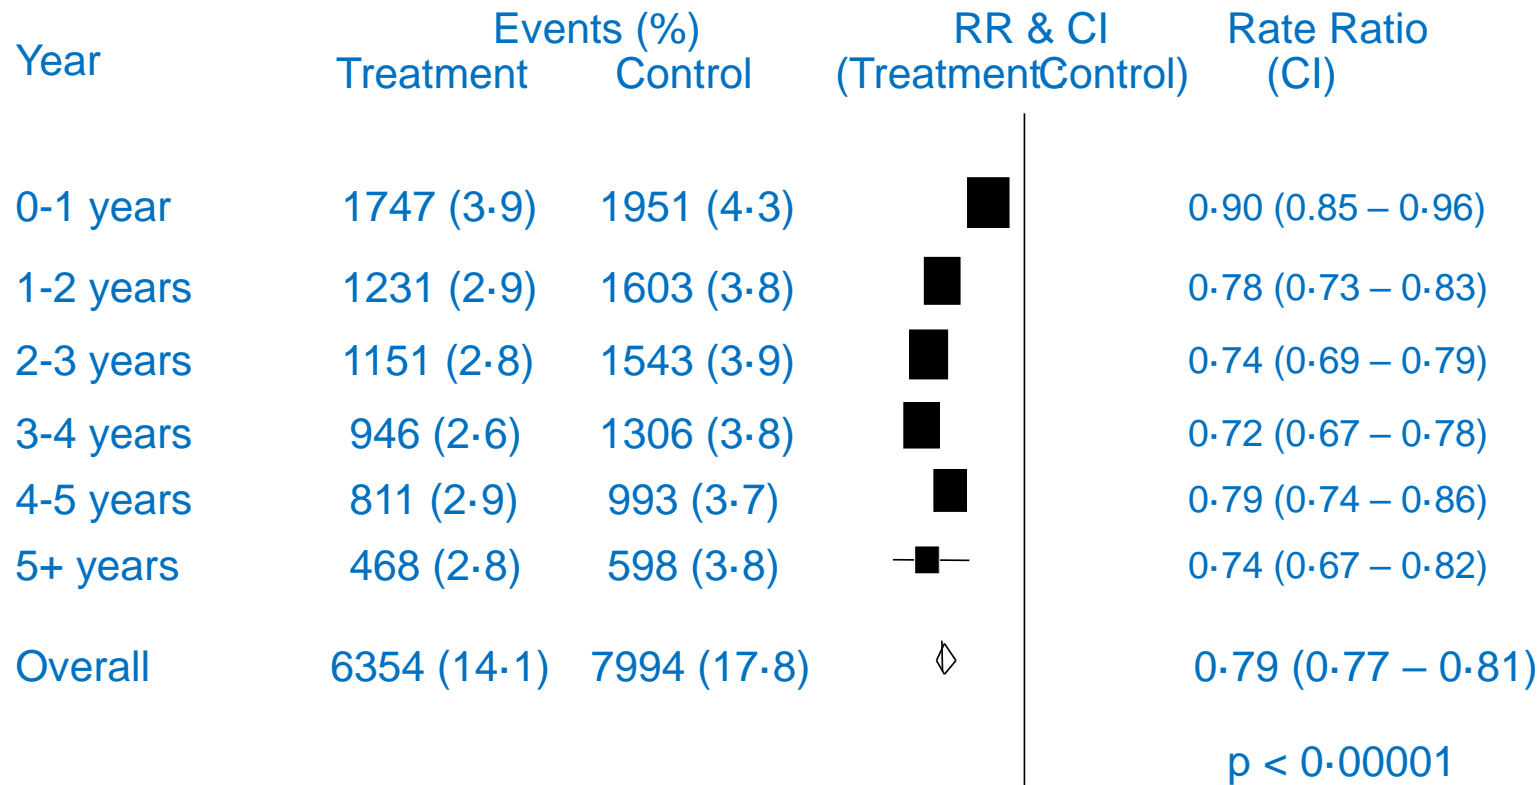 Year Events (%) RR & CI Rate Ratio
Treatment Control (Treatment:Control) (CI)
0-1 year 1747 (3·9) 1951 (4·3) 0·90 (0.85 – 0·96)
1-2 years 1231 (2·9) 1603 (3·8) 0·78 (0·73 – 0·83)
2-3 years 1151 (2·8) 1543 (3·9) 0·74 (0·69 – 0·79)
3-4 years 946 (2·6) 1306 (3·8) 0·72 (0·67 – 0·78)
4-5 years 811 (2·9) 993 (3·7) 0·79 (0·74 – 0·86)
5+ years 468 (2·8) 598 (3·8) 0·74 (0·67 – 0·82)
Overall 6354 (14·1) 7994 (17·8) 0·79 (0·77 – 0·81)
p < 0·00001